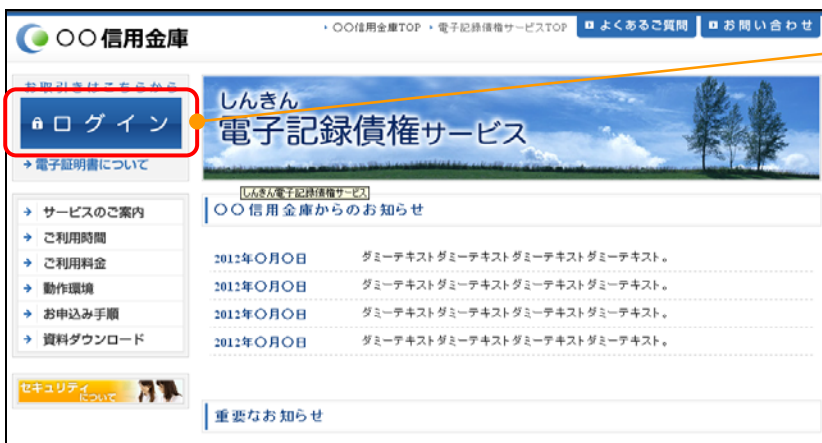 〇〇信用金庫
・〇〇信用金庫TOP ・電子記録債権サービスTOP よくあるご質問 お問い合わせ
お取引きはこちらから
ログイン
→電子証明書について
しんきん
電子記録債権サービス
しんきん電子記録債権サービス
→ サービスのご案内
→ ご利用時間
→ ご利用料金
→ 動作環境
→ お申込み手順
→ 資料ダウンロード
セキュリティ
について
〇〇信用金庫からのお知らせ
2012年〇月〇日 ダミーテキストダミーテキストダミーテキストダミーテキスト。
2012年〇月〇日 ダミーテキストダミーテキストダミーテキストダミーテキスト。
2012年〇月〇日 ダミーテキストダミーテキストダミーテキストダミーテキスト。
2012年〇月〇日 ダミーテキストダミーテキストダミーテキストダミーテキスト。
重要なお知らせ